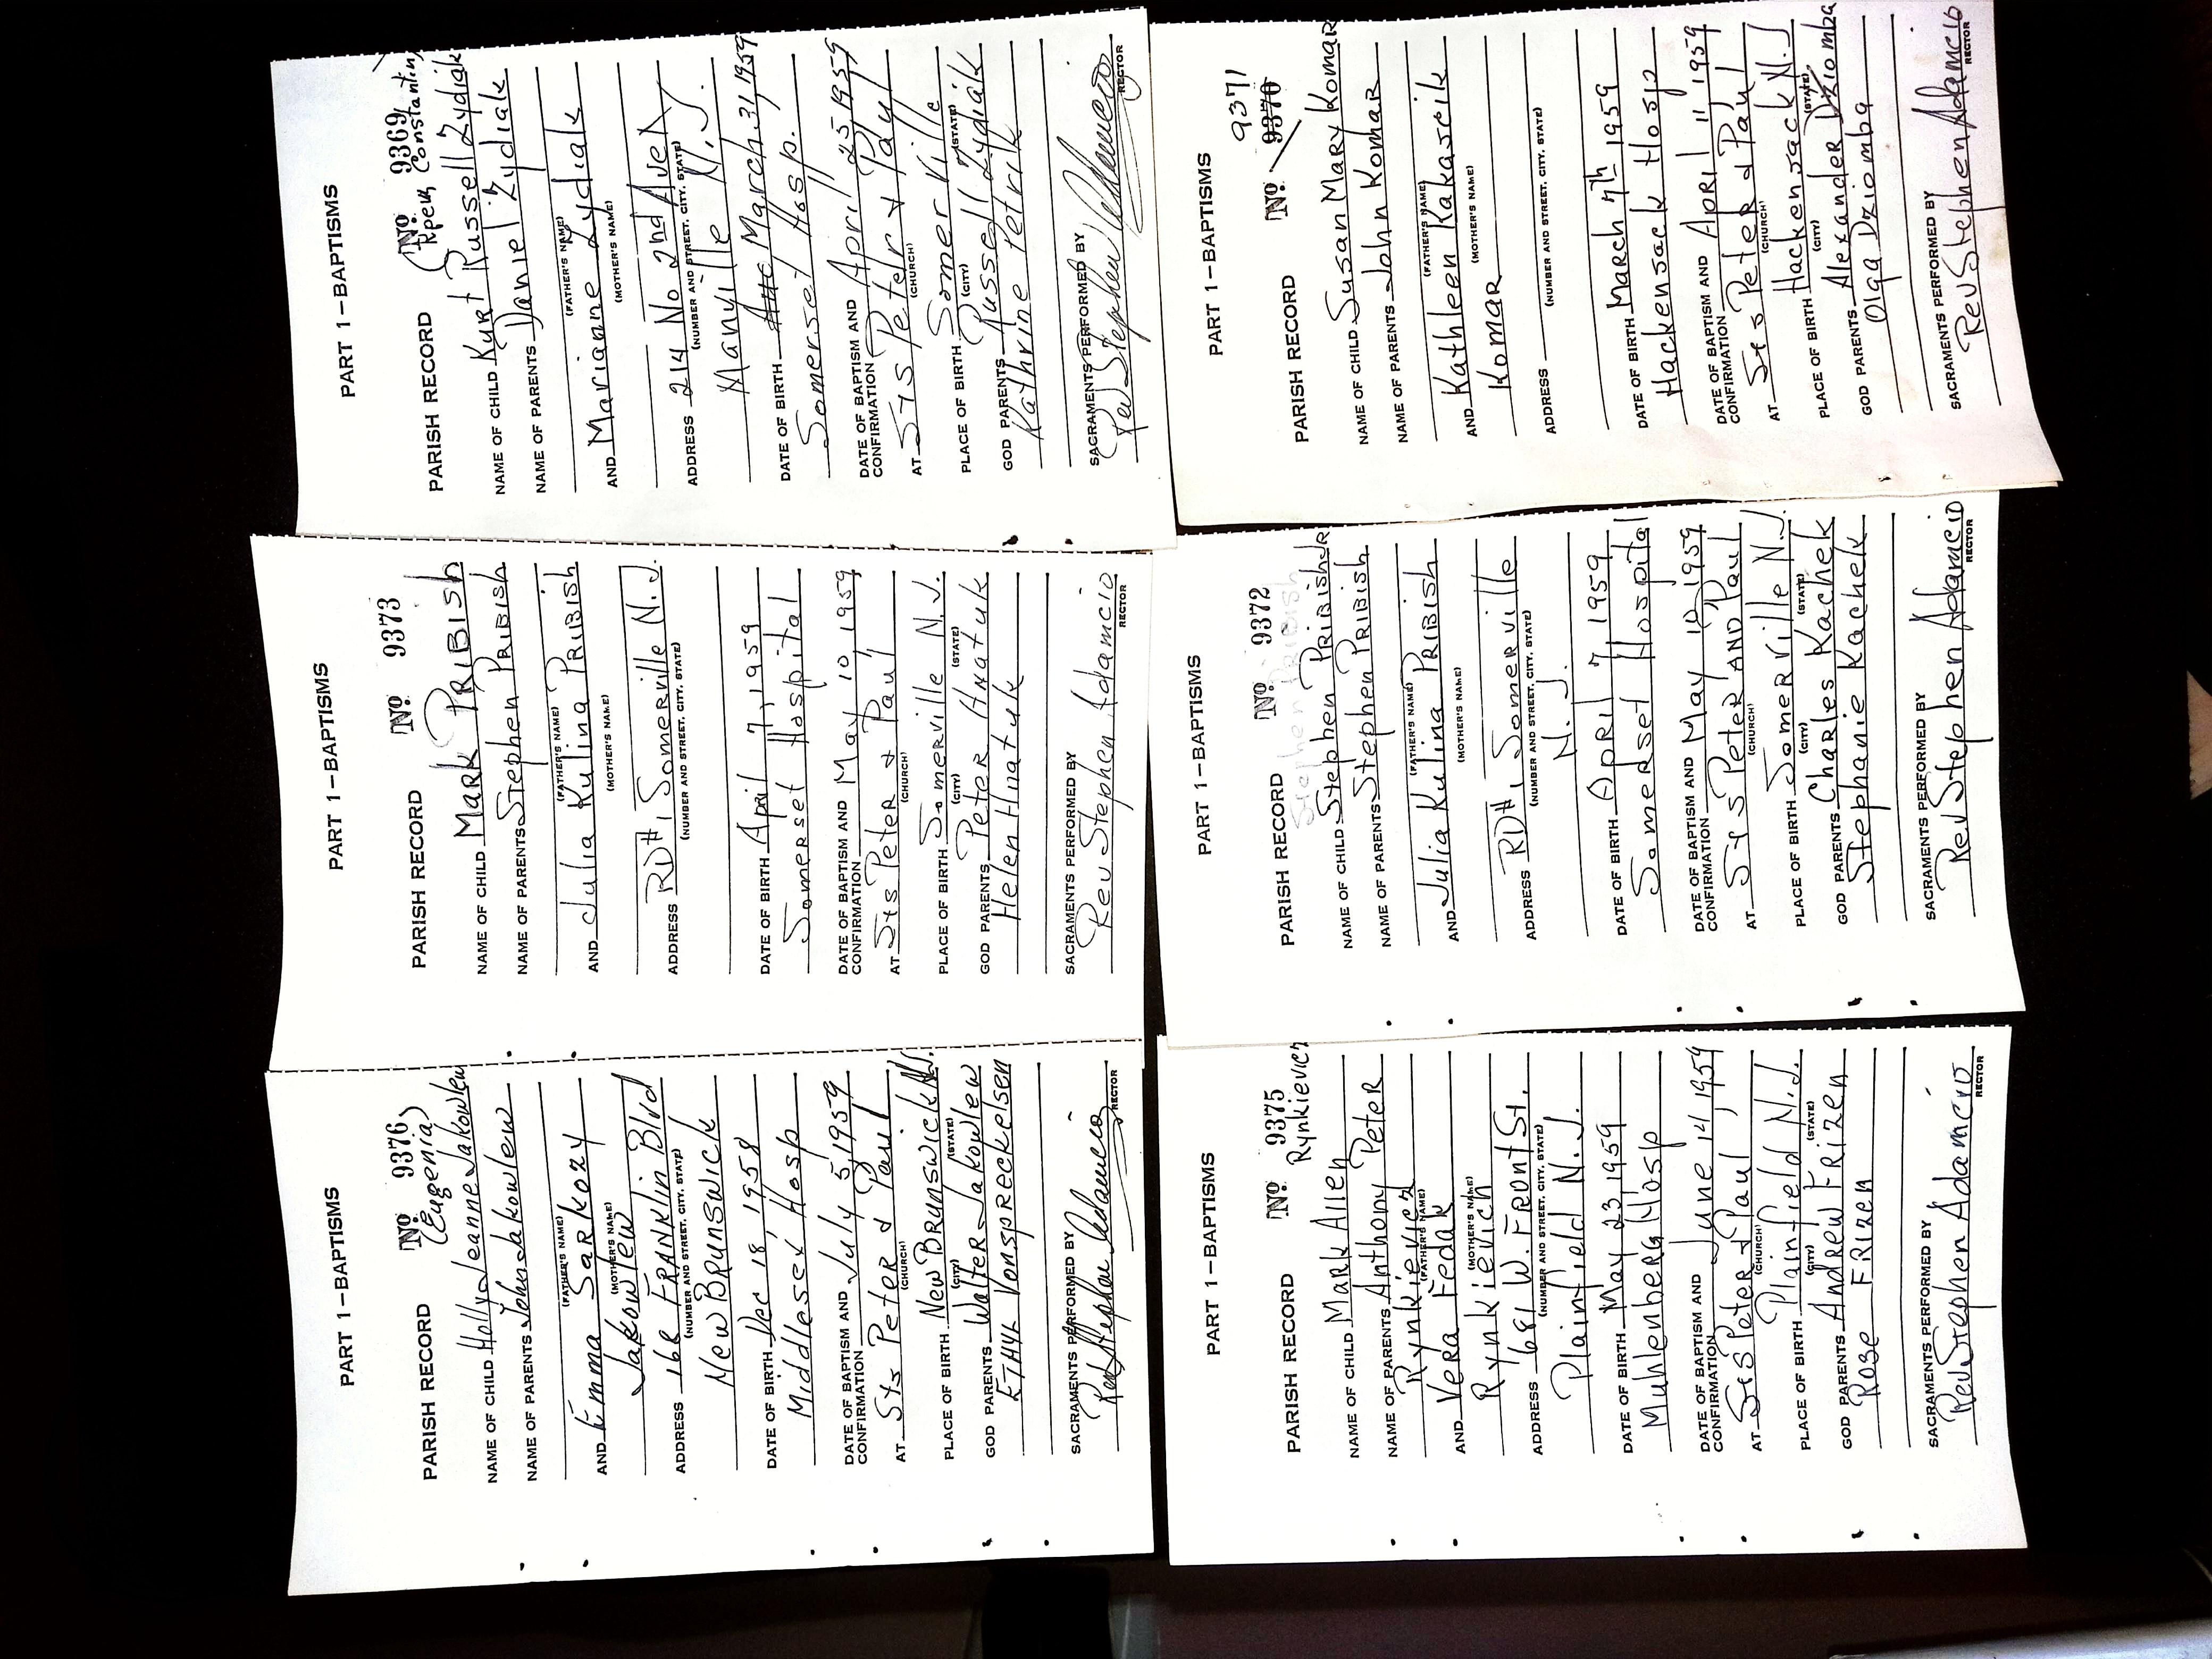 PART 1—BAPTISMS
PARISH RECORD No 9376
(Eugenia)
NAME OF CHILD Holly Jeanne Jakowlew
NAME OF PARENTS John Jakowlew
(FATHER'S NAME)
AND Emma Sarkozy
(MOTHER'S NAME)
Jakowlew
ADDRESS 168 Franklin Blvd
(NUMBER AND STREET, CITY, STATE)
New Brunswick
DATE OF BIRTH Dec 18, 1958
Middlesex Hosp
DATE OF BAPTISM AND
CONFIRMATION July 5, 1959
AT Sts Peter & Paul
(CHURCH)
PLACE OF BIRTH New Brunswick N.J.
(CITY) (STATE)
GOD PARENTS Walter Jakowlew
Ethyl Vonspreckelsen
SACRAMENTS PERFORMED BY
Rev Stephen Adamcio
RECTOR
PART 1—BAPTISMS
PARISH RECORD No 9373
NAME OF CHILD Mark Pribish
NAME OF PARENTS Stephen Pribish
(FATHER'S NAME)
AND Julia Kulina Pribish
(MOTHER'S NAME)
ADDRESS RD#1 Somerville N.J.
(NUMBER AND STREET, CITY, STATE)
DATE OF BIRTH April 7, 1959
Somerset Hospital
DATE OF BAPTISM AND
CONFIRMATION May 10, 1959
AT Sts Peter & Paul
(CHURCH)
PLACE OF BIRTH Somerville N.J.
(CITY) (STATE)
GOD PARENTS Peter Hnatuk
Helen Hnatuk
SACRAMENTS PERFORMED BY
Rev Stephen Adamcio
RECTOR
PART 1—BAPTISMS
PARISH RECORD No 9369
Constantin
NAME OF CHILD Kurt Russell Zydiak
NAME OF PARENTS Daniel Zydiak
(FATHER'S NAME)
AND Marianne Zydiak
(MOTHER'S NAME)
ADDRESS 214 No 2nd Ave
(NUMBER AND STREET, CITY, STATE)
Manville N.J.
DATE OF BIRTH March 31, 1959
Somerset Hosp.
DATE OF BAPTISM AND
CONFIRMATION April 25, 1959
AT Sts Peter & Paul
(CHURCH)
PLACE OF BIRTH Somerville
(CITY) (STATE)
GOD PARENTS Russell Zydiak
Kathrine Petrik
SACRAMENTS PERFORMED BY
Rev Stephen Adamcio
RECTOR
PART 1—BAPTISMS
PARISH RECORD No 9375
Rynkievicz
NAME OF CHILD Mark Allen
NAME OF PARENTS Anthony Peter
Rynkievicz
(FATHER'S NAME)
AND Vera Fedak
(MOTHER'S NAME)
Rynkievich
ADDRESS 681 W. Front St.
(NUMBER AND STREET, CITY, STATE)
Plainfield N.J.
DATE OF BIRTH May 23, 1959
Muhlenberg Hosp
DATE OF BAPTISM AND
CONFIRMATION June 14, 1959
AT Sts Peter & Paul
(CHURCH)
PLACE OF BIRTH Plainfield N.J.
(CITY) (STATE)
GOD PARENTS Andrew Frizen
Rose Frizen
SACRAMENTS PERFORMED BY
Rev Stephen Adamcio
RECTOR
PART 1—BAPTISMS
PARISH RECORD No 9372
Stephen Pribish
NAME OF CHILD Stephen Pribish Jr
NAME OF PARENTS Stephen Pribish
(FATHER'S NAME)
AND Julia Kulina Pribish
(MOTHER'S NAME)
ADDRESS RD#1 Somerville
(NUMBER AND STREET, CITY, STATE)
N.J.
DATE OF BIRTH April 7, 1959
Somerset Hospital
DATE OF BAPTISM AND
CONFIRMATION May 10, 1959
AT Sts Peter and Paul
(CHURCH)
PLACE OF BIRTH Somerville N.J.
(CITY) (STATE)
GOD PARENTS Charles Kachek
Stephanie Kachek
SACRAMENTS PERFORMED BY
Rev Stephen Adamcio
RECTOR
PART 1—BAPTISMS
9371
PARISH RECORD No 9370
NAME OF CHILD Susan Mary Komar
NAME OF PARENTS John Komar
(FATHER'S NAME)
AND Kathleen Kakascik
(MOTHER'S NAME)
Komar
ADDRESS
(NUMBER AND STREET, CITY, STATE)
DATE OF BIRTH March 7th 1959
Hackensack Hosp
DATE OF BAPTISM AND
CONFIRMATION April 11, 1959
AT Sts Peter & Paul
(CHURCH)
PLACE OF BIRTH Hackensack N.J
(CITY) (STATE)
GOD PARENTS Alexander Dziomba
Olga Dziomba
SACRAMENTS PERFORMED BY
Rev Stephen Adamcio
RECTOR